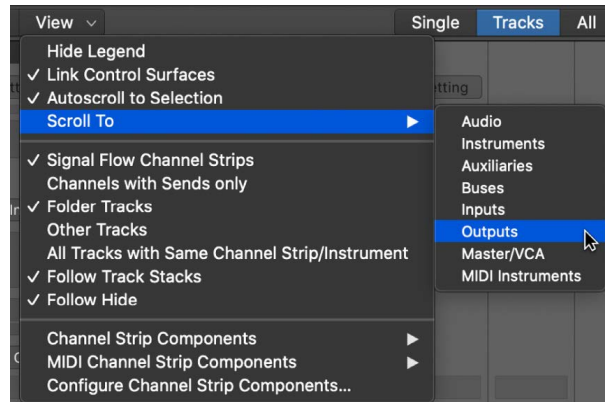 View
Single Tracks All
Hide Legend
✓ Link Control Surfaces
✓ Autoscroll to Selection
Scroll To
Audio
Instruments
Auxiliaries
Buses
Inputs
Outputs
Master/VCA
MIDI Instruments
✓ Signal Flow Channel Strips
Channels with Sends only
✓ Folder Tracks
Other Tracks
All Tracks with Same Channel Strip/Instrument
✓ Follow Track Stacks
✓ Follow Hide
Channel Strip Components
MIDI Channel Strip Components
Configure Channel Strip Components...